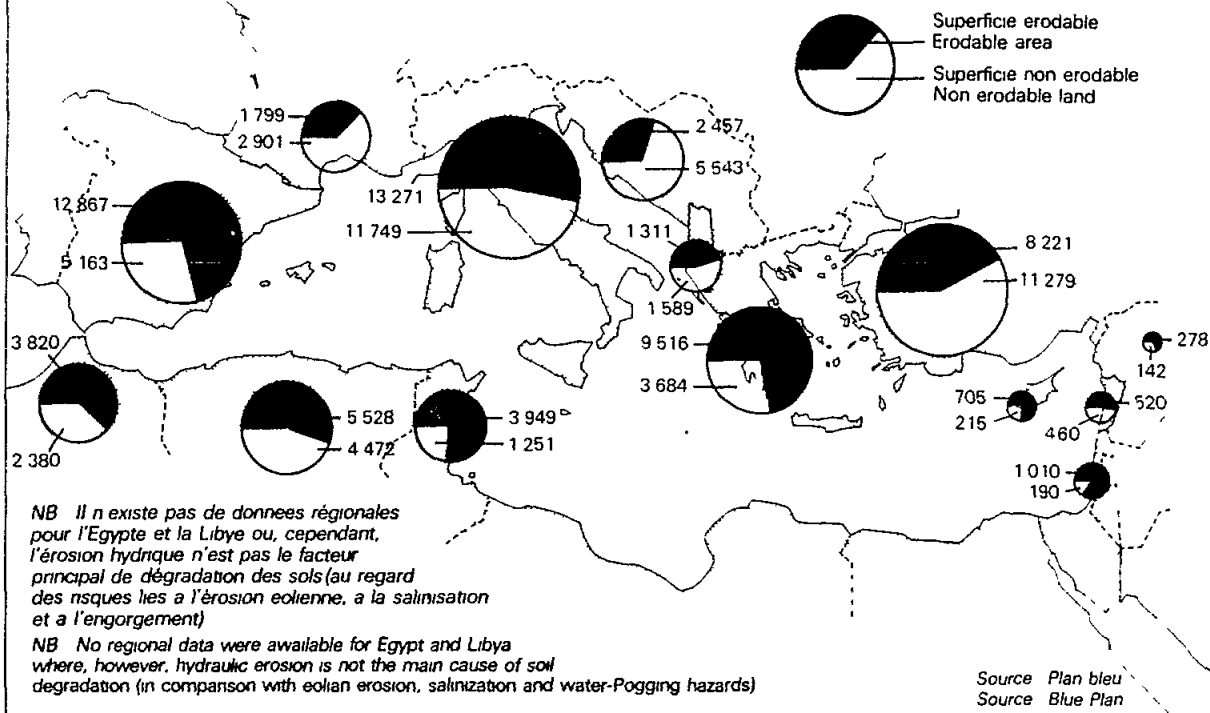 Superficie erodable
Erodable area
Superficie non erodable
Non erodable land
1 799
2 901
2 457
5 543
13 271
11 749
12 867
5 163
1 311
1 589
8 221
11 279
3 820
2 380
5 528
4 472
3 949
1 251
9 516
3 684
278
142
705
215
520
460
1 010
190
NB Il n existe pas de donnees régionales
pour l'Egypte et la Libye ou, cependant,
l'érosion hydrique n'est pas le facteur
principal de dégradation des sols (au regard
des risques lies a l'érosion eolienne, a la salinisation
et a l'engorgement)
NB No regional data were awailable for Egypt and Libya
where, however, hydraulic erosion is not the main cause of soil
degradation (in comparison with eolian erosion, salinization and water-Pogging hazards)
Source Plan bleu
Source Blue Plan